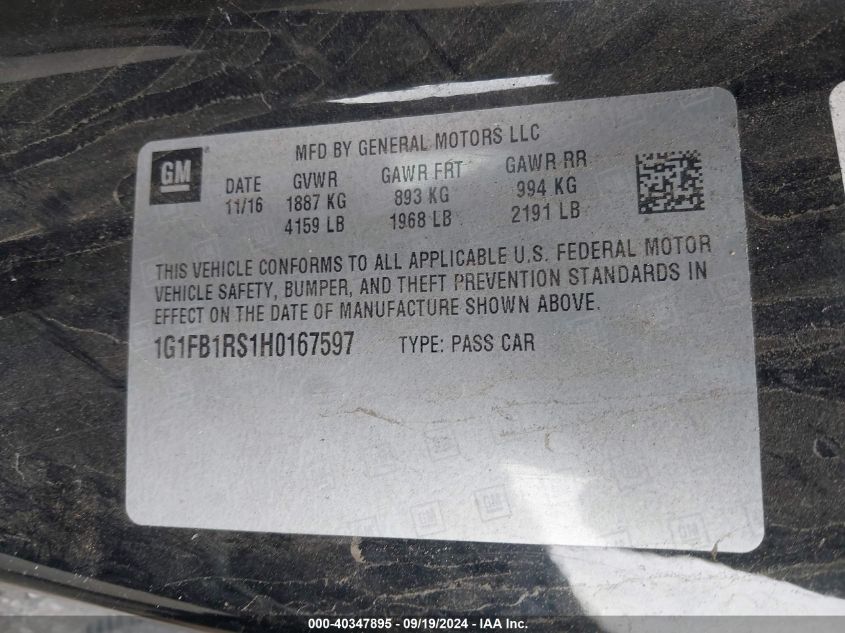 MFD BY GENERAL MOTORS LLC
GM
DATE GVWR GAWR FRT GAWR RR
11/16 1887 KG 893 KG 994 KG
4159 LB 1968 LB 2191 LB
THIS VEHICLE CONFORMS TO ALL APPLICABLE U.S. FEDERAL MOTOR
VEHICLE SAFETY, BUMPER, AND THEFT PREVENTION STANDARDS IN
EFFECT ON THE DATE OF MANUFACTURE SHOWN ABOVE.
1G1FB1RS1H0167597 TYPE: PASS CAR
000-40347895 - 09/19/2024 - IAA Inc.